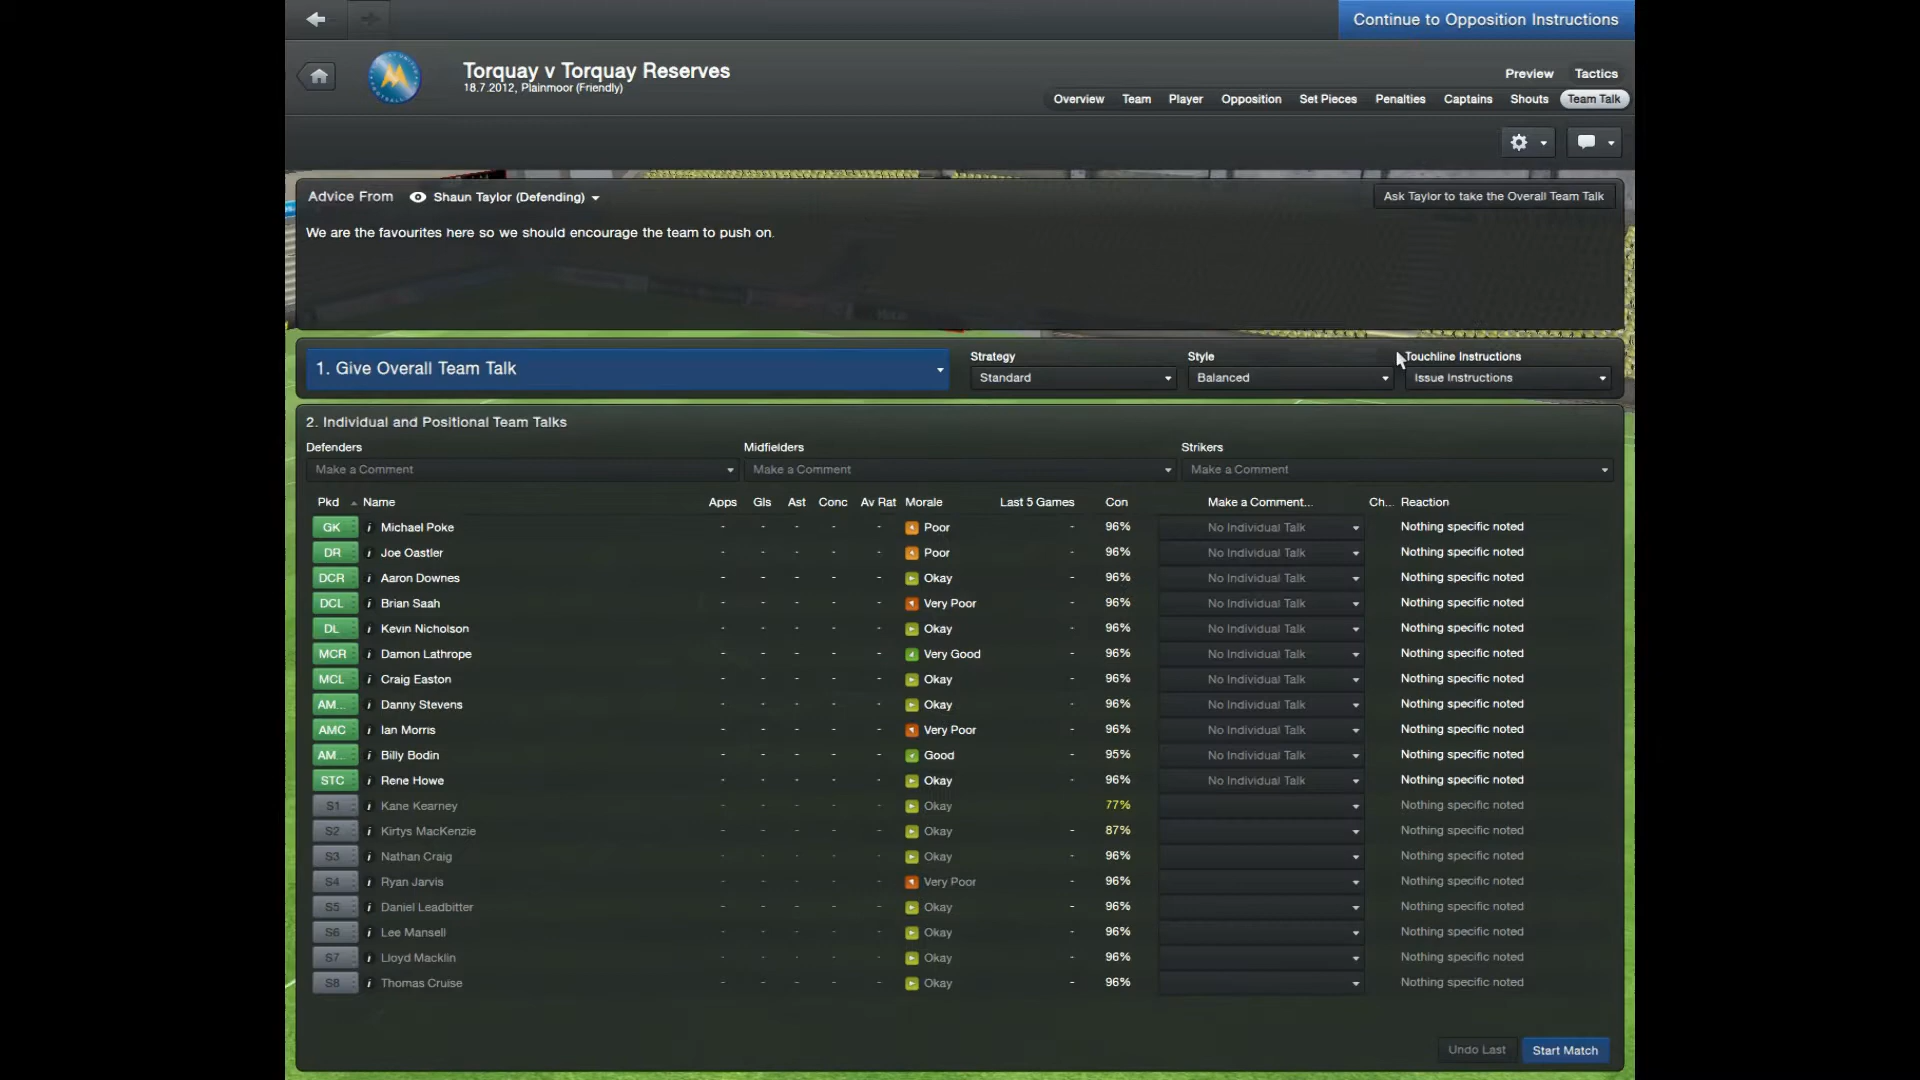 Continue to Opposition Instructions
Torquay v Torquay Reserves
18.7.2012, Plainmoor (Friendly)
Preview Tactics
Overview Team Player Opposition Set Pieces Penalties Captains Shouts Team Talk
Advice From Shaun Taylor (Defending) Ask Taylor to take the Overall Team Talk
We are the favourites here so we should encourage the team to push on.
1. Give Overall Team Talk
Strategy Style Touchline Instructions
Standard Balanced Issue Instructions
2. Individual and Positional Team Talks
Defenders Midfielders Strikers
Make a Comment Make a Comment Make a Comment
Pkd Name Apps Gls Ast Conc Av Rat Morale Last 5 Games Con Make a Comment... Ch... Reaction
GK i Michael Poke - - - - - Poor - 96% No Individual Talk Nothing specific noted
DR i Joe Oastler - - - - - Poor - 96% No Individual Talk Nothing specific noted
DCR i Aaron Downes - - - - - Okay - 96% No Individual Talk Nothing specific noted
DCL i Brian Saah - - - - - Very Poor - 96% No Individual Talk Nothing specific noted
DL i Kevin Nicholson - - - - - Okay - 96% No Individual Talk Nothing specific noted
MCR i Damon Lathrope - - - - - Very Good - 96% No Individual Talk Nothing specific noted
MCL i Craig Easton - - - - - Okay - 96% No Individual Talk Nothing specific noted
AM... i Danny Stevens - - - - - Okay - 96% No Individual Talk Nothing specific noted
AMC i Ian Morris - - - - - Very Poor - 96% No Individual Talk Nothing specific noted
AM... i Billy Bodin - - - - - Good - 95% No Individual Talk Nothing specific noted
STC i Rene Howe - - - - - Okay - 96% No Individual Talk Nothing specific noted
S1 i Kane Kearney - - - - - Okay - 77% Nothing specific noted
S2 i Kirtys MacKenzie - - - - - Okay - 87% Nothing specific noted
S3 i Nathan Craig - - - - - Okay - 96% Nothing specific noted
S4 i Ryan Jarvis - - - - - Very Poor - 96% Nothing specific noted
S5 i Daniel Leadbitter - - - - - Okay - 96% Nothing specific noted
S6 i Lee Mansell - - - - - Okay - 96% Nothing specific noted
S7 i Lloyd Macklin - - - - - Okay - 96% Nothing specific noted
S8 i Thomas Cruise - - - - - Okay - 96% Nothing specific noted
Undo Last Start Match